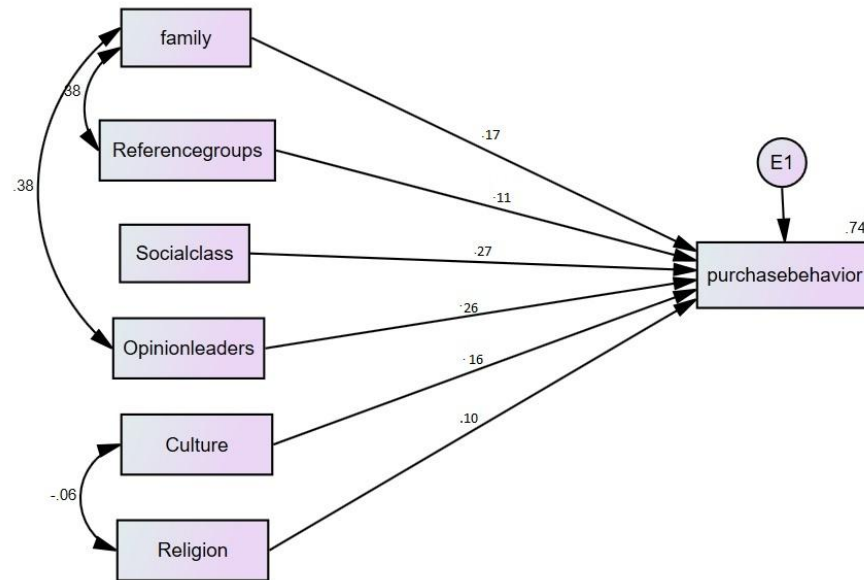 family
.38
.17
E1
Referencegroups
.38
.11
.74
Socialclass
.27
purchasebehavior
Opinionleaders
.26
.16
Culture
.10
-.06
Religion